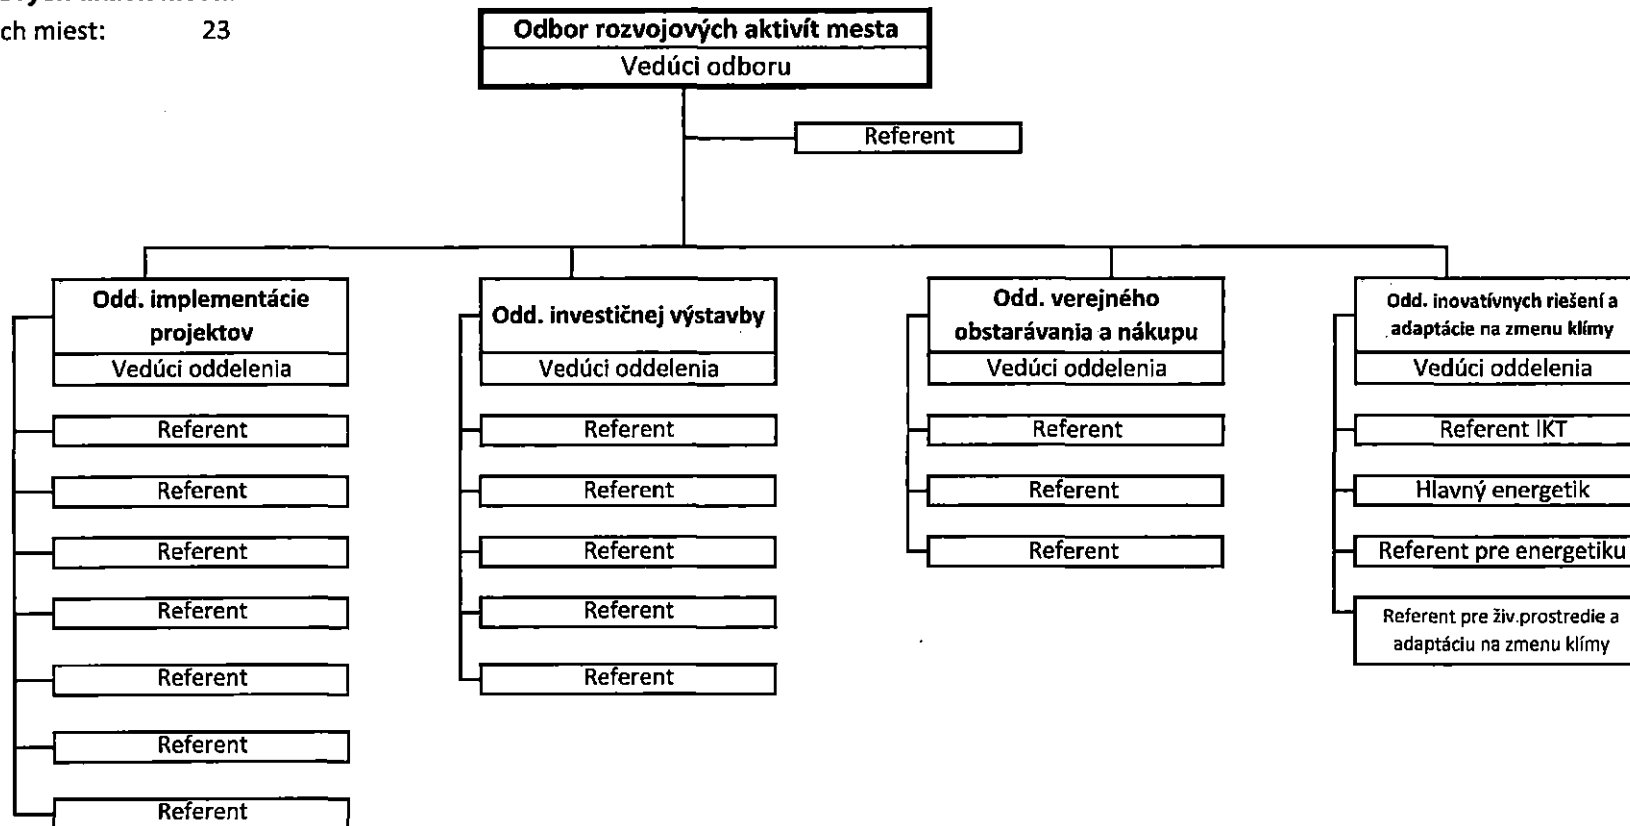 ch miest: 23
Odbor rozvojových aktivít mesta
Vedúci odboru
Referent
Odd. implementácie
projektov
Vedúci oddelenia
Referent
Referent
Referent
Referent
Referent
Referent
Referent
Odd. investičnej výstavby
Vedúci oddelenia
Referent
Referent
Referent
Referent
Referent
Odd. verejného
obstarávania a nákupu
Vedúci oddelenia
Referent
Referent
Referent
Odd. inovatívnych riešení a
adaptácie na zmenu klímy
Vedúci oddelenia
Referent IKT
Hlavný energetik
Referent pre energetiku
Referent pre živ.prostredie a
adaptáciu na zmenu klímy